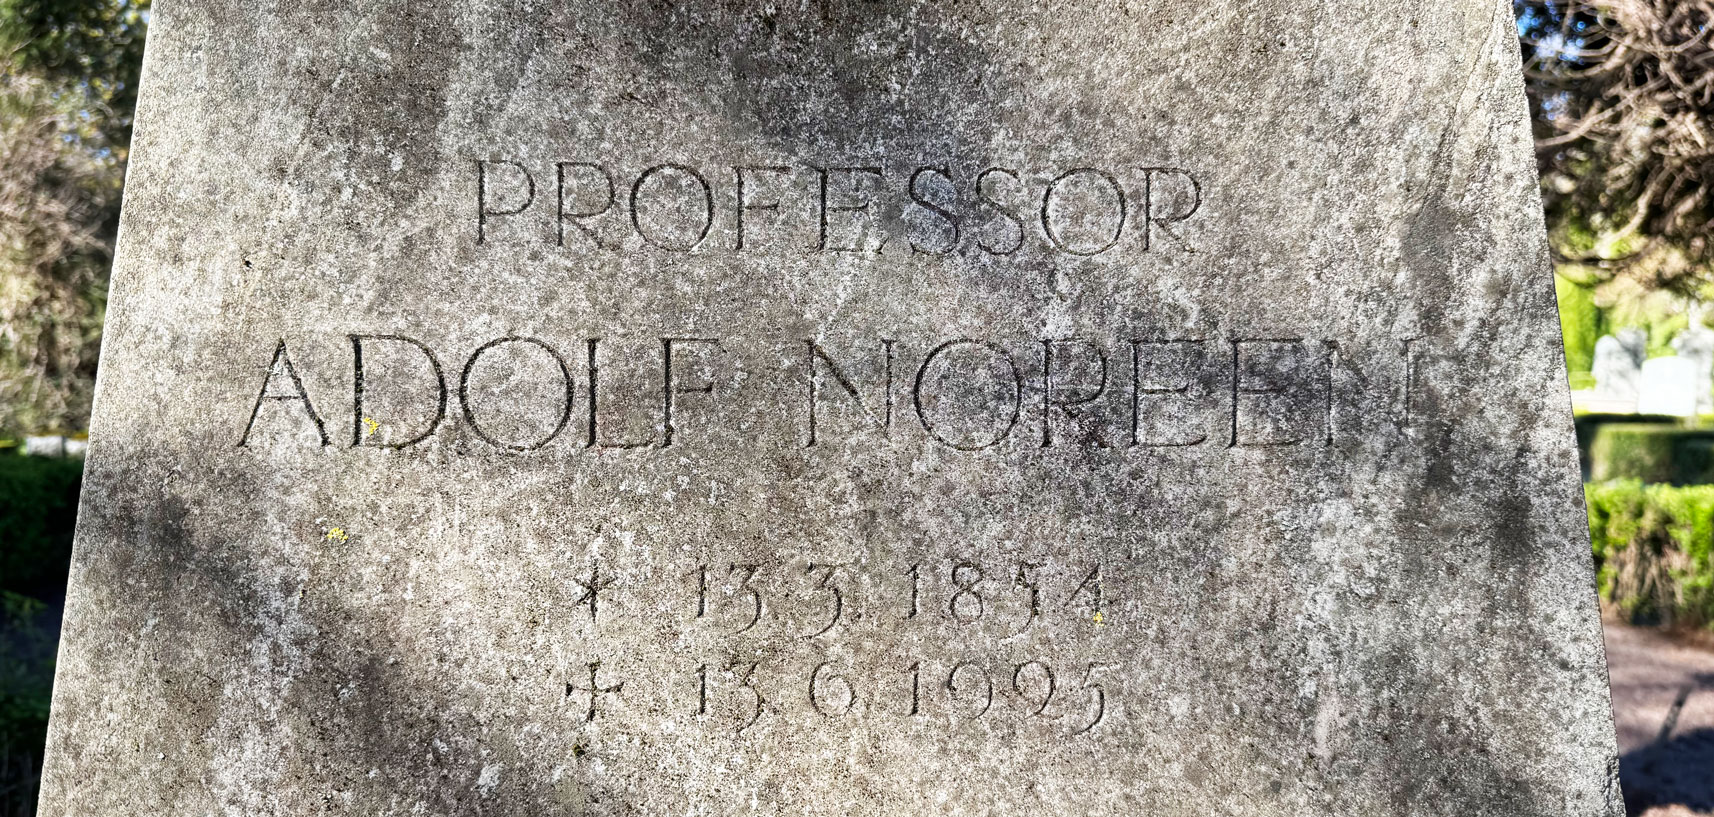 PROFESSOR
ADOLF NOREEN
* 13 3 1854
+ 13 6 1925